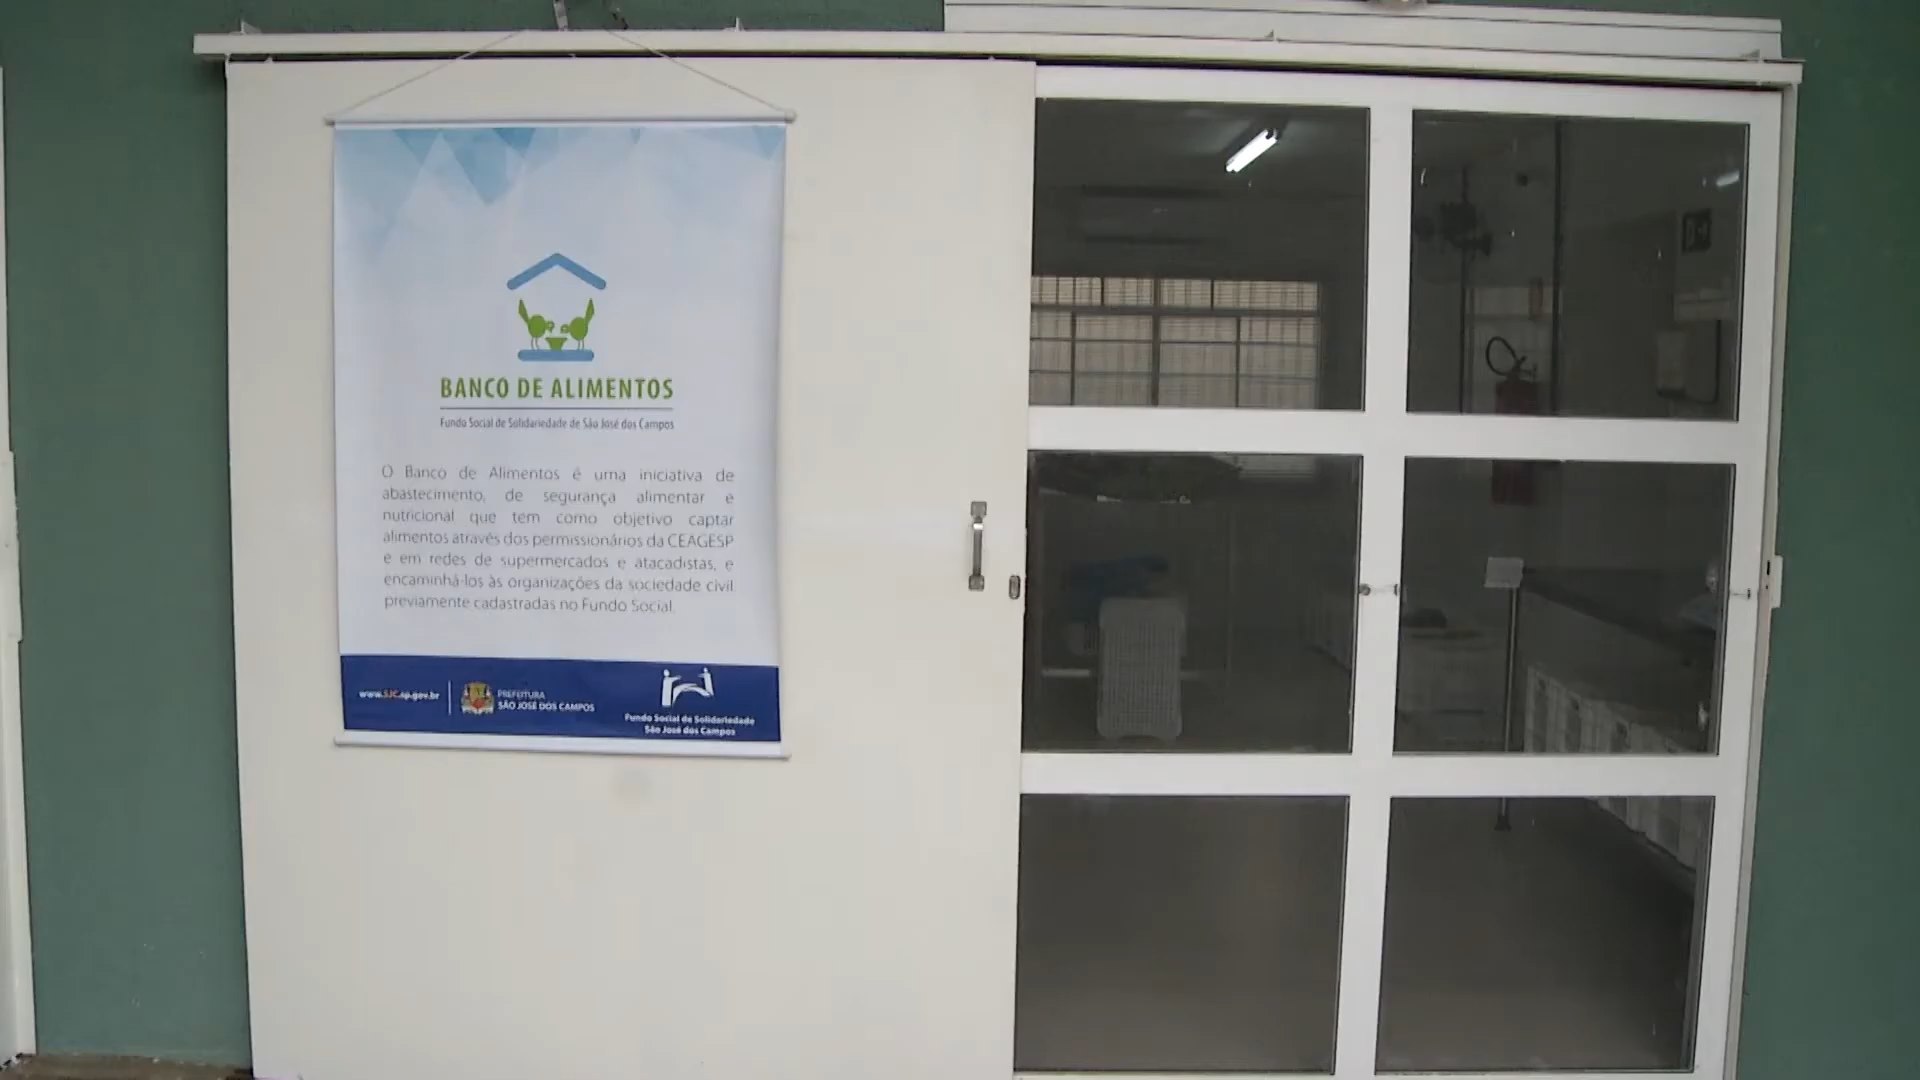 BANCO DE ALIMENTOS
Fundo Social de Solidariedade de São José dos Campos
O Banco de Alimentos é uma iniciativa de
abastecimento, de segurança alimentar e
nutricional que tem como objetivo captar
alimentos através dos permissionários da CEAGESP
e em redes de supermercados e atacadistas, e
encaminhá-los às organizações da sociedade civil
previamente cadastradas no Fundo Social.
www.SJC.sp.gov.br
PREFEITURA
SÃO JOSÉ DOS CAMPOS
Fundo Social de Solidariedade
São José dos Campos